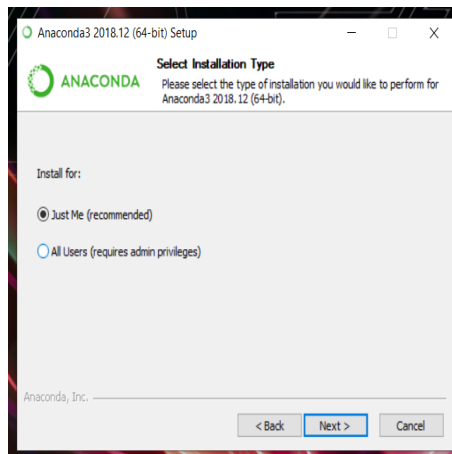 Anaconda3 2018.12 (64-bit) Setup
ANACONDA
Select Installation Type
Please select the type of installation you would like to perform for
Anaconda3 2018.12 (64-bit).
Install for:
Just Me (recommended)
All Users (requires admin privileges)
Anaconda, Inc.
< Back
Next >
Cancel